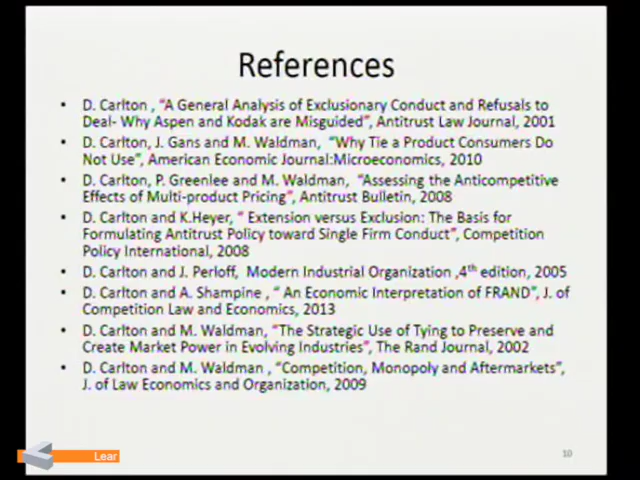 References
• D. Carlton , “A General Analysis of Exclusionary Conduct and Refusals to
Deal- Why Aspen and Kodak are Misguided”, Antitrust Law Journal, 2001
• D. Carlton, J. Gans and M. Waldman, “Why Tie a Product Consumers Do
Not Use”, American Economic Journal:Microeconomics, 2010
• D. Carlton, P. Greenlee and M. Waldman, “Assessing the Anticompetitive
Effects of Multi-product Pricing”, Antitrust Bulletin, 2008
• D. Carlton and K.Heyer, “ Extension versus Exclusion: The Basis for
Formulating Antitrust Policy toward Single Firm Conduct”, Competition
Policy International, 2008
• D. Carlton and J. Perloff, Modern Industrial Organization ,4th edition, 2005
• D. Carlton and A. Shampine , “ An Economic Interpretation of FRAND”, J. of
Competition Law and Economics, 2013
• D. Carlton and M. Waldman, “The Strategic Use of Tying to Preserve and
Create Market Power in Evolving Industries”, The Rand Journal, 2002
• D. Carlton and M. Waldman , “Competition, Monopoly and Aftermarkets”,
J. of Law Economics and Organization, 2009
Lear
10